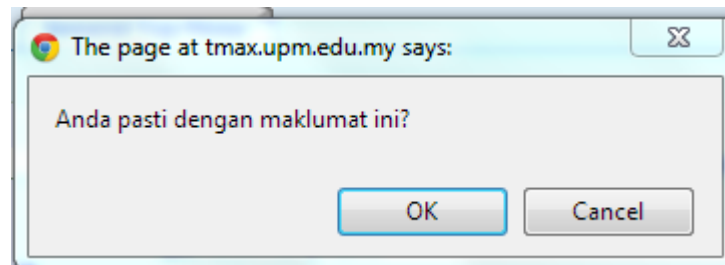 The page at tmax.upm.edu.my says:
Anda pasti dengan maklumat ini?
OK
Cancel